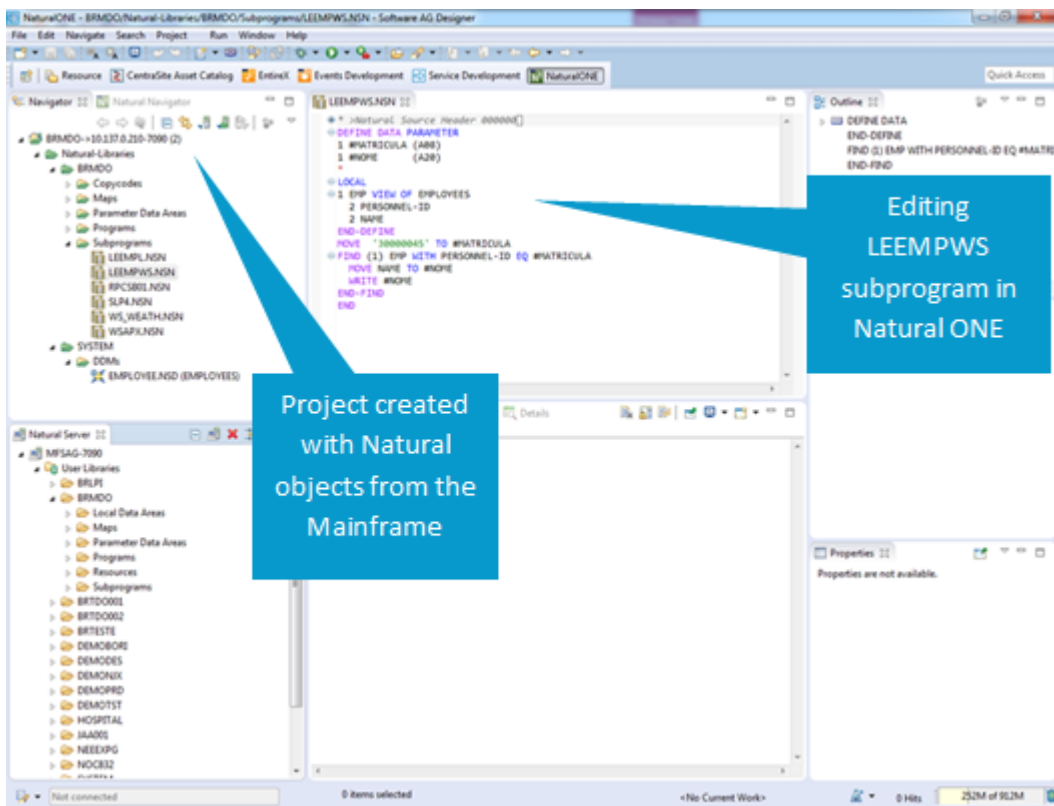 NaturalONE - BRMDO/Natural-Libraries/BRMDO/Subprograms/LEEMPWS.NSN - Software AG Designer
File Edit Navigate Search Project Run Window Help
Resource CentraSite Asset Catalog EntireX Events Development Service Development NaturalONE Quick Access
Navigator Natural Navigator
BRMDO->10.137.0.210-7090 (2)
Natural-Libraries
BRMDO
Copycodes
Maps
Parameter Data Areas
Programs
Subprograms
LEEMPL.NSN
LEEMPWS.NSN
RPCSB01.NSN
SLP4.NSN
WS_WEATH.NSN
WSAPX.NSN
SYSTEM
DDMs
EMPLOYEE.NSD (EMPLOYEES)
LEEMPWS.NSN
* >Natural Source Header 000000
DEFINE DATA PARAMETER
1 #MATRICULA (A08)
1 #NOME (A20)
*
LOCAL
1 EMP VIEW OF EMPLOYEES
2 PERSONNEL-ID
2 NAME
END-DEFINE
MOVE '30000045' TO #MATRICULA
FIND (1) EMP WITH PERSONNEL-ID EQ #MATRICULA
MOVE NAME TO #NOME
WRITE #NOME
END-FIND
END
Outline
DEFINE DATA
END-DEFINE
FIND (1) EMP WITH PERSONNEL-ID EQ #MATRI
END-FIND
Editing
LEEMPWS
subprogram in
Natural ONE
Project created
with Natural
objects from the
Mainframe
Details
Natural Server
MFSAG-7090
User Libraries
BRLPI
BRMDO
Local Data Areas
Maps
Parameter Data Areas
Programs
Resources
Subprograms
BRTDO001
BRTDO002
BRTESTE
DEMOBORI
DEMODES
DEMONJX
DEMOPRD
DEMOTST
HOSPITAL
JAA001
NEEEXPG
NOC832
Properties
Properties are not available.
Not connected
0 items selected
<No Current Work>
0 Hits
252M of 912M